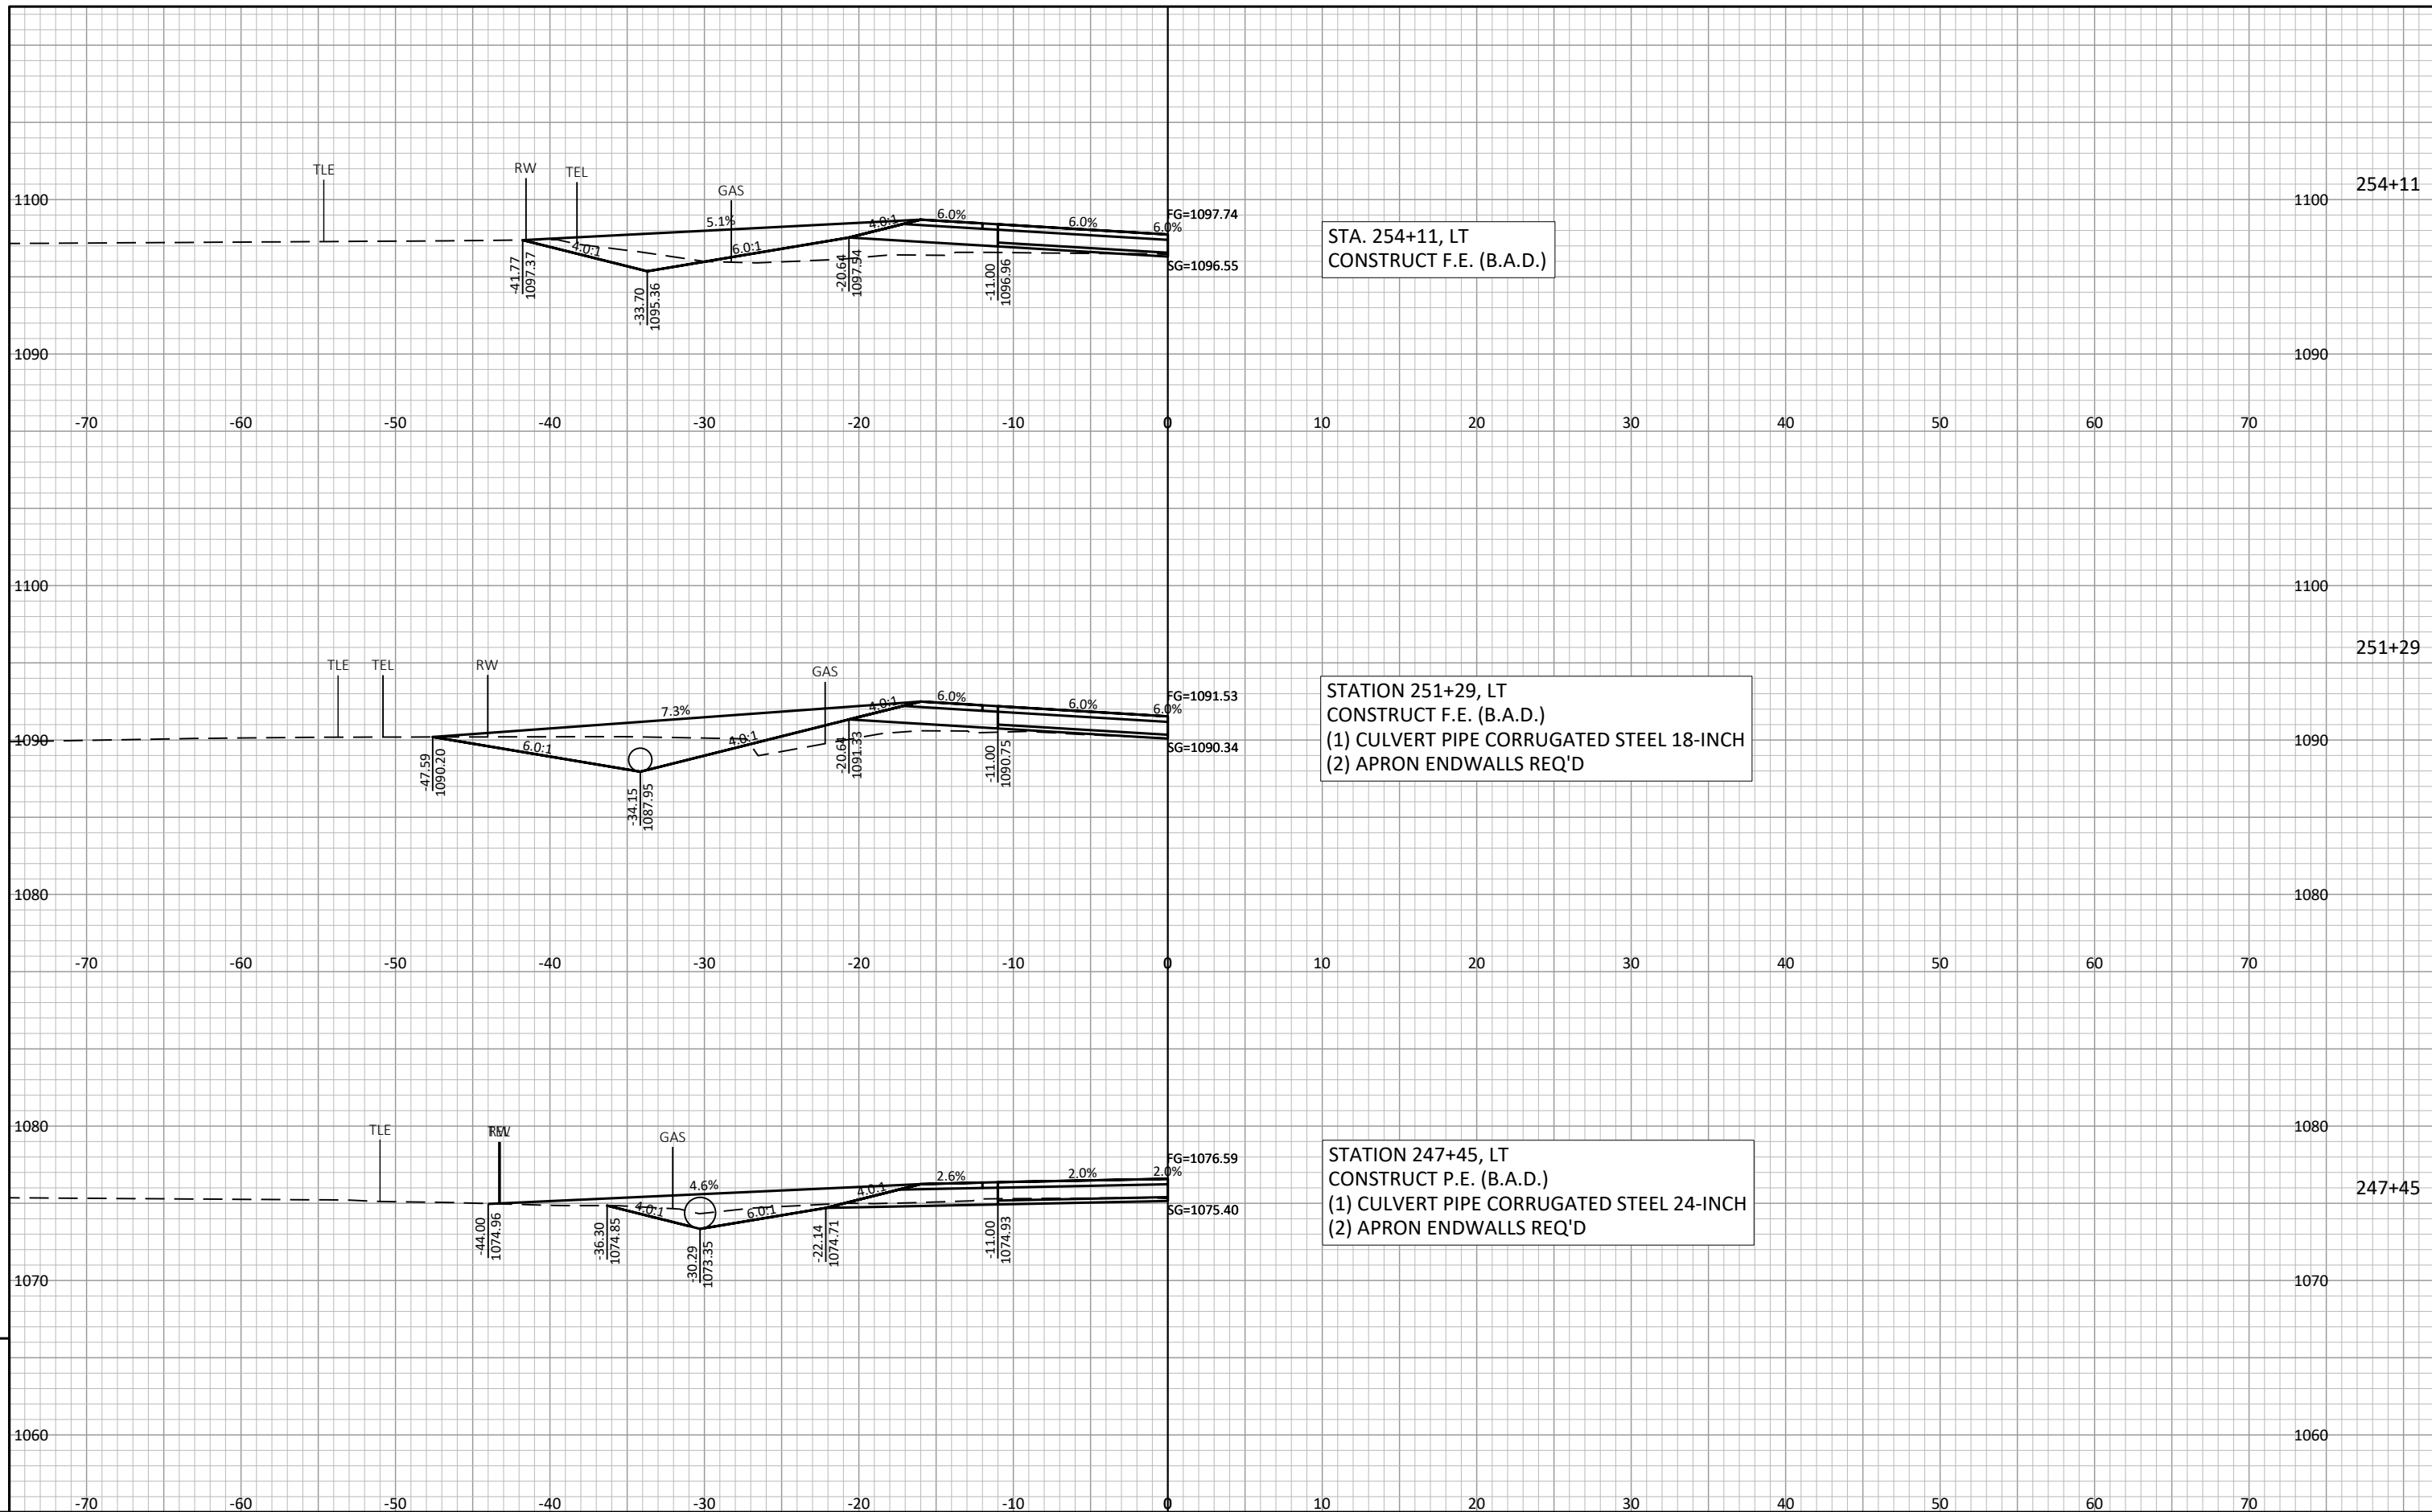 254+11
TLE
RW
TEL
GAS
1100
1100
5.1%
4.0:1
6.0:1
4.0:1
6.0%
6.0%
6.0%
FG=1097.74
SG=1096.55
-41.77
1097.37
-33.70
1095.36
-20.64
1097.54
-11.00
1096.96
STA. 254+11, LT
CONSTRUCT F.E. (B.A.D.)
1090
1090
-70 -60 -50 -40 -30 -20 -10 0 10 20 30 40 50 60 70
1100
1100
251+29
TLE
TEL
RW
GAS
7.3%
6.0:1
4.0:1
4.0:1
6.0%
6.0%
6.0%
FG=1091.53
SG=1090.34
1090
1090
-47.59
1090.20
-34.15
1087.95
-20.64
1091.33
-11.00
1090.75
STATION 251+29, LT
CONSTRUCT F.E. (B.A.D.)
(1) CULVERT PIPE CORRUGATED STEEL 18-INCH
(2) APRON ENDWALLS REQ'D
1080
1080
-70 -60 -50 -40 -30 -20 -10 0 10 20 30 40 50 60 70
1080
1080
247+45
TLE
GAS
4.6%
4.0:1
6.0:1
4.0:1
2.6%
2.0%
2.0%
FG=1076.59
SG=1075.40
-44.00
1074.96
-36.30
1074.85
-30.29
1073.35
-22.14
1074.71
-11.00
1074.93
STATION 247+45, LT
CONSTRUCT P.E. (B.A.D.)
(1) CULVERT PIPE CORRUGATED STEEL 24-INCH
(2) APRON ENDWALLS REQ'D
1070
1070
1060
1060
-70 -60 -50 -40 -30 -20 -10 0 10 20 30 40 50 60 70